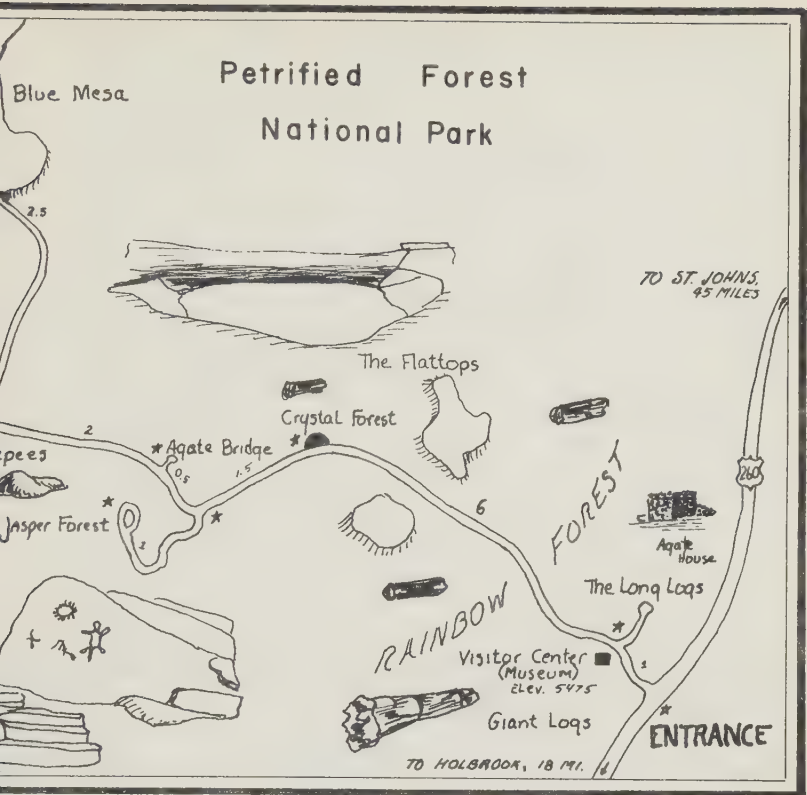 Petrified Forest
National Park
Blue Mesa
2.5
TO ST. JOHNS,
45 MILES
The Flattops
Crystal Forest
2
Agate Bridge
0.5
1.5
epees
Jasper Forest
1
6
FOREST
260
Agate
House
The Long Logs
RAINBOW
Visitor Center
(Museum)
ELEV. 5475
1
Giant Logs
ENTRANCE
TO HOLBROOK, 18 MI.